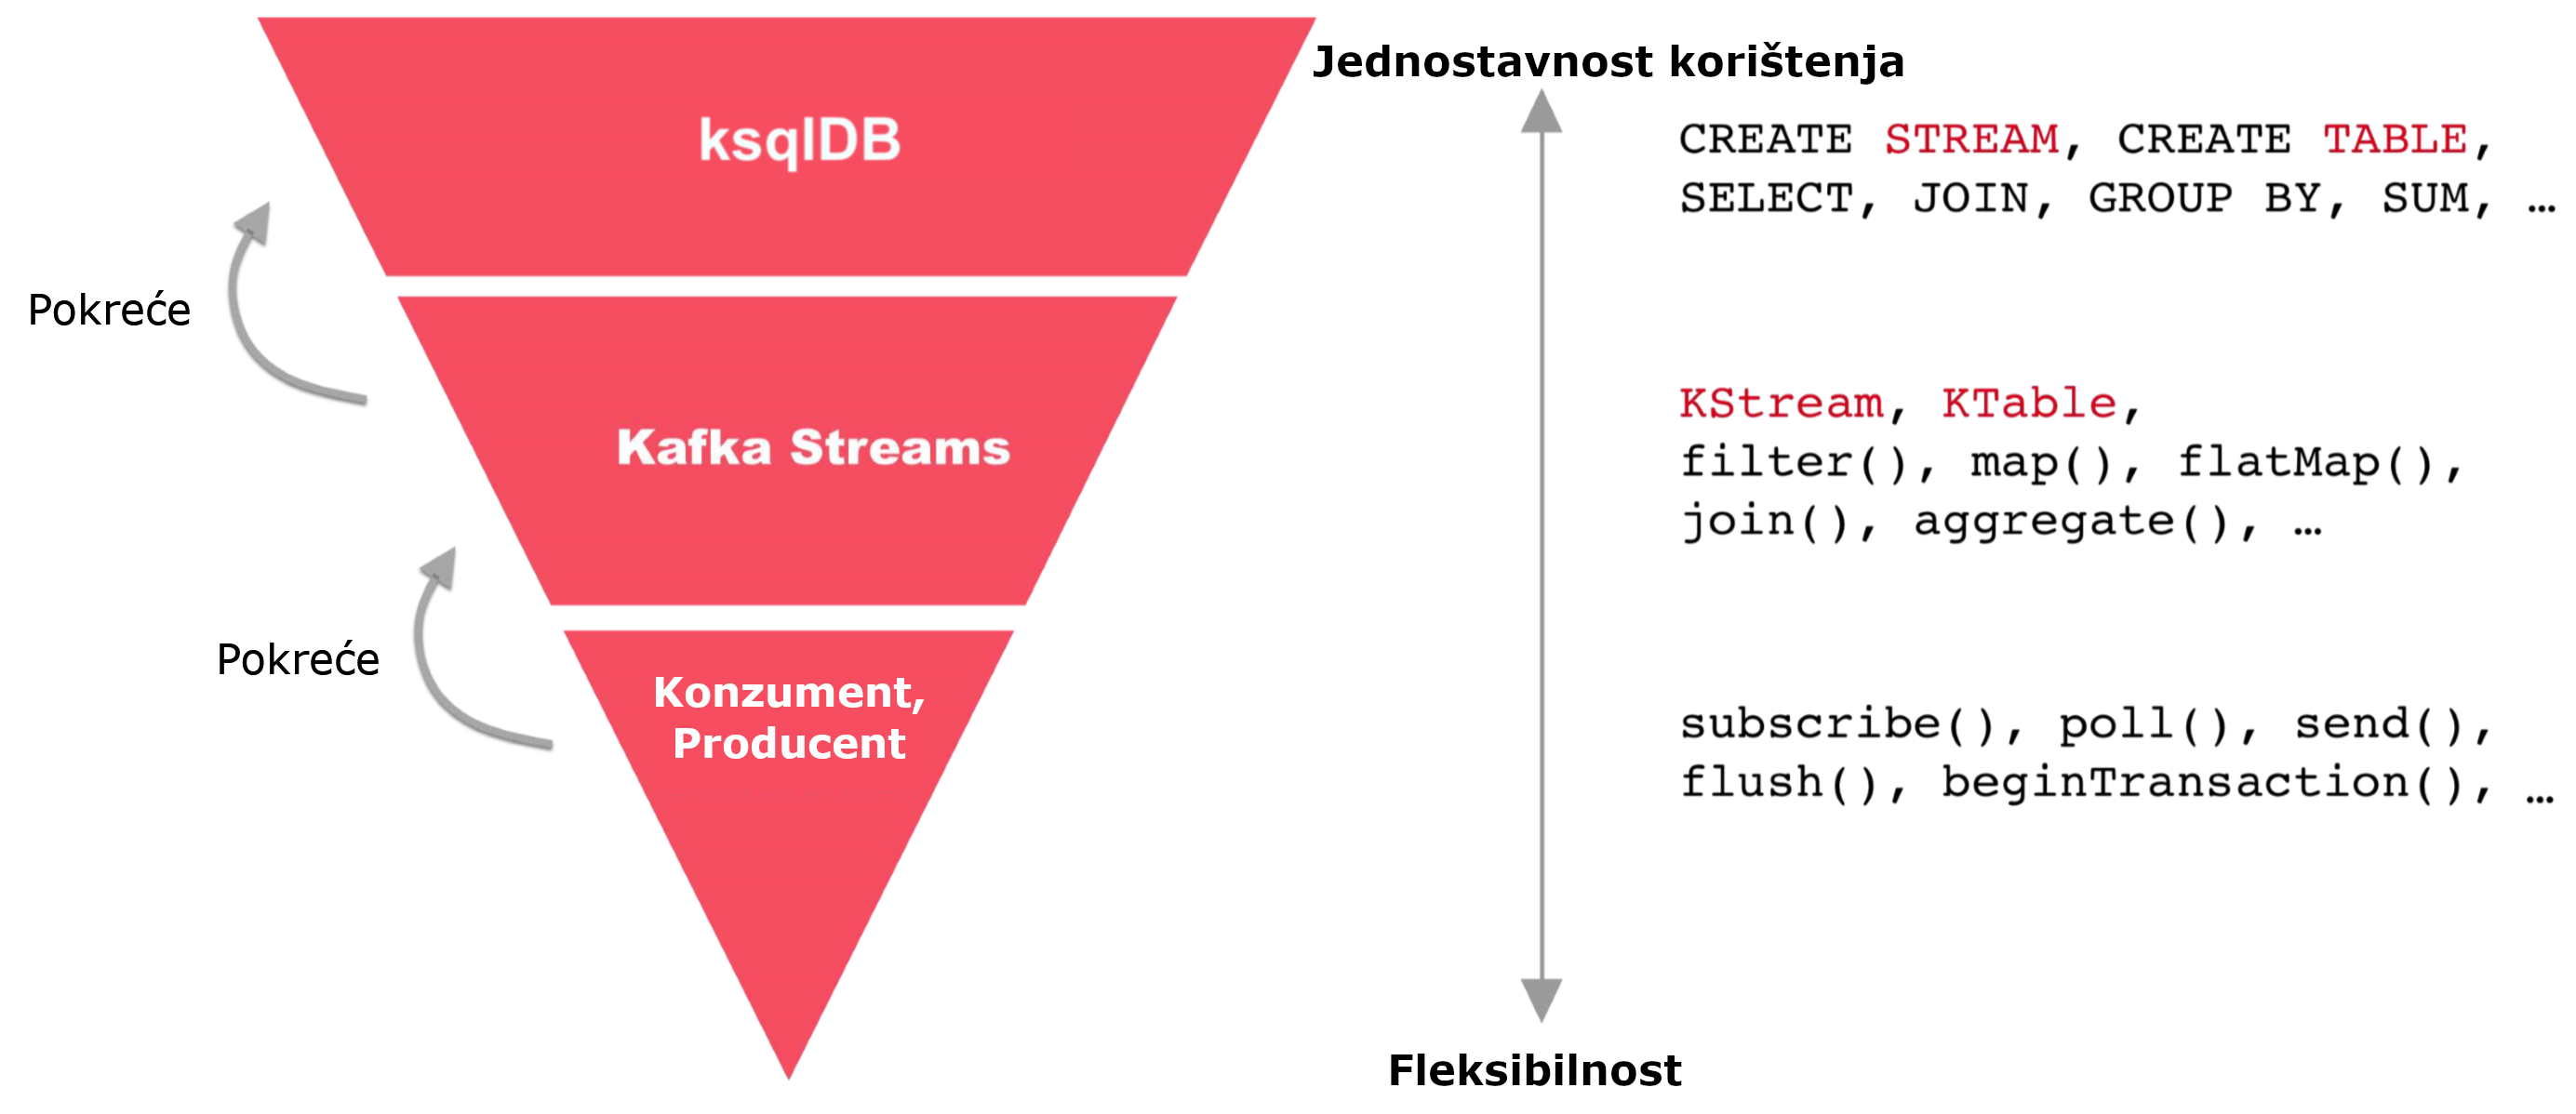 Jednostavnost korištenja
ksqlDB
CREATE STREAM, CREATE TABLE,
SELECT, JOIN, GROUP BY, SUM, …
Pokreće
Kafka Streams
KStream, KTable,
filter(), map(), flatMap(),
join(), aggregate(), …
Pokreće
Konzument,
Producent
subscribe(), poll(), send(),
flush(), beginTransaction(), …
Fleksibilnost